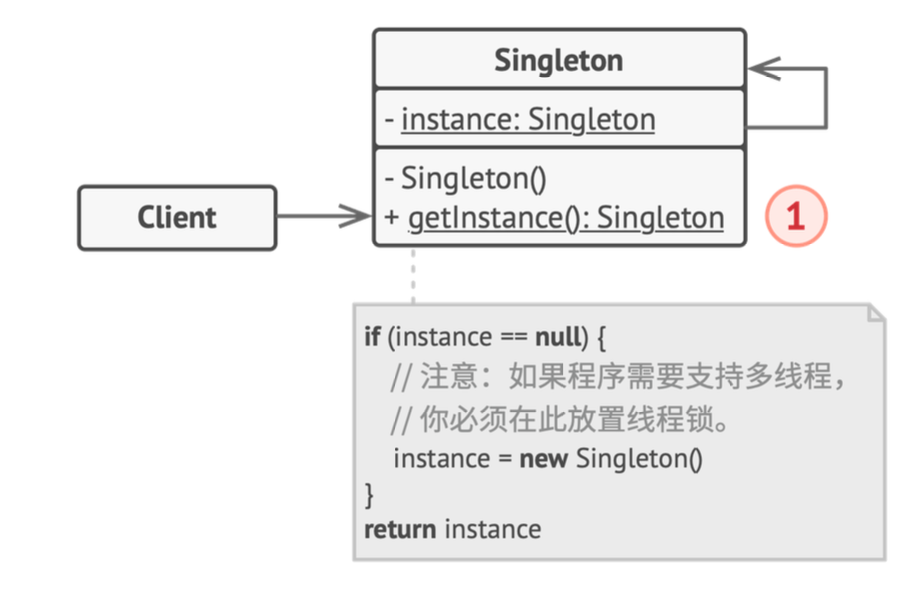 Singleton
- instance: Singleton
- Singleton()
+ getInstance(): Singleton
Client
1
if (instance == null) {
// 注意：如果程序需要支持多线程，
// 你必须在此放置线程锁。
instance = new Singleton()
}
return instance